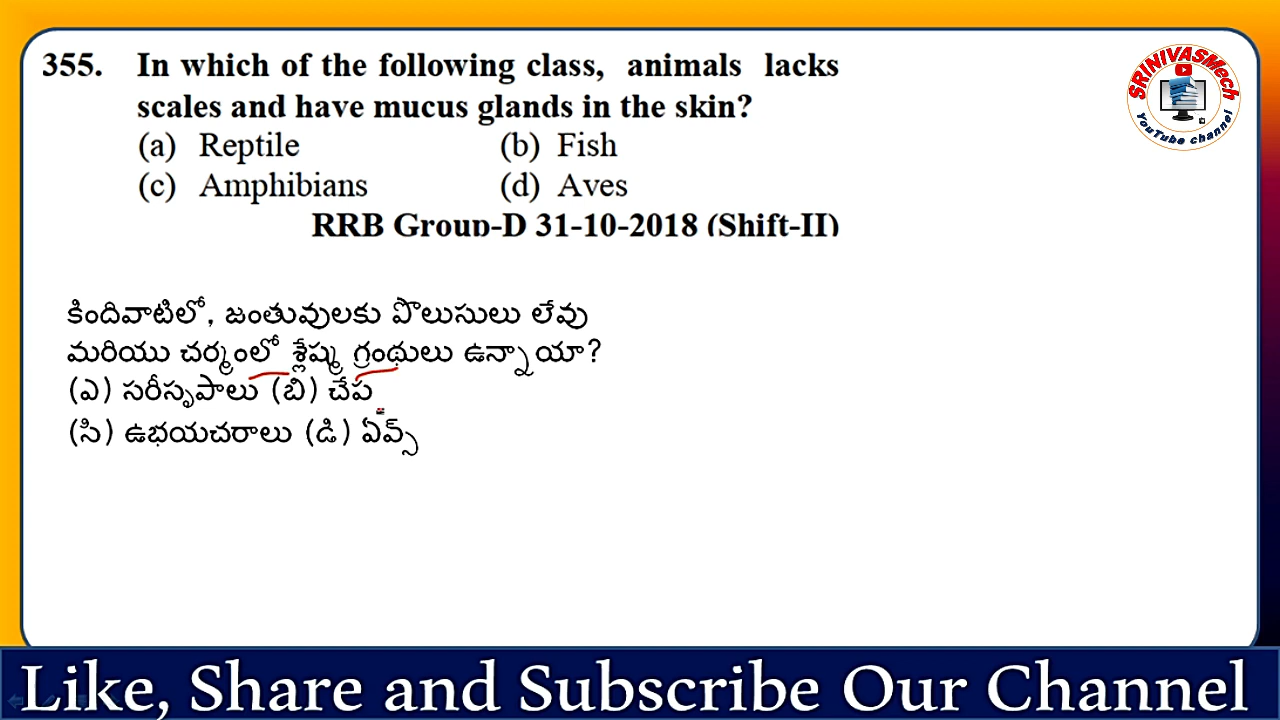 355. In which of the following class, animals lacks
scales and have mucus glands in the skin?
(a) Reptile (b) Fish
(c) Amphibians (d) Aves
RRB Group-D 31-10-2018 (Shift-II)
SRINIVASMech
YouTube channel
కిందివాటిలో, జంతువులకు పొలుసులు లేవు
మరియు చర్మంలో శ్లేష్మ గ్రంథులు ఉన్నాయా?
(ఎ) సరీసృపాలు (బి) చేప
(సి) ఉభయచరాలు (డి) ఏవ్స్
Like, Share and Subscribe Our Channel